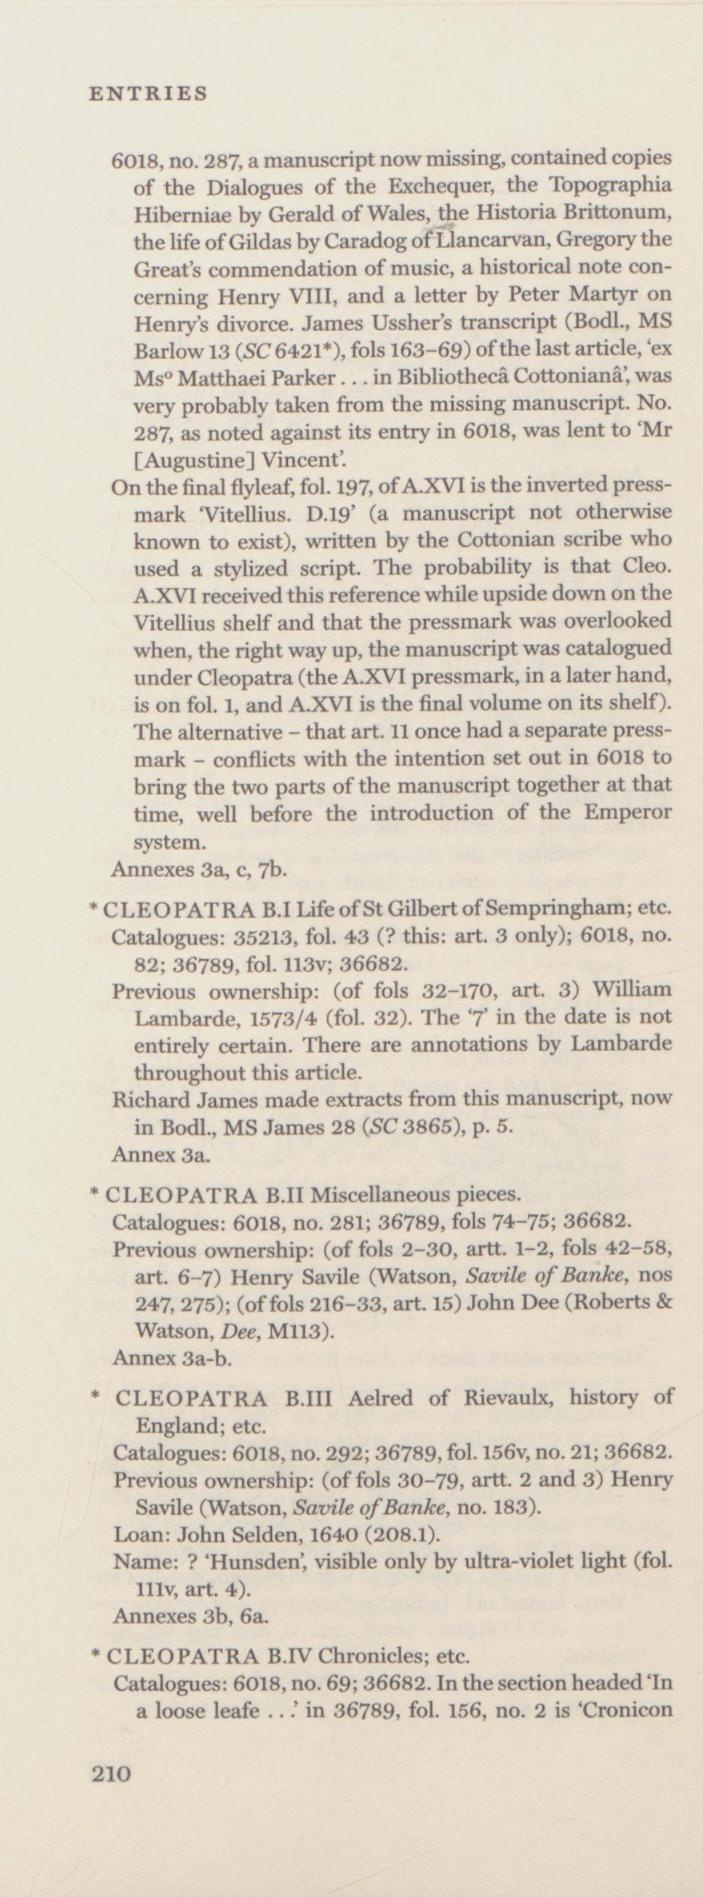 ENTRIES
6018, no. 287, a manuscript now missing, contained copies
of the Dialogues of the Exchequer, the Topographia
Hiberniae by Gerald of Wales, the Historia Brittonum,
the life of Gildas by Caradog of Llancarvan, Gregory the
Great's commendation of music, a historical note con-
cerning Henry VIII, and a letter by Peter Martyr on
Henry's divorce. James Ussher's transcript (Bodl., MS
Barlow 13 (SC 6421*), fols 163–69) of the last article, 'ex
Msº Matthaei Parker . . . in Bibliothecâ Cottonianâ', was
very probably taken from the missing manuscript. No.
287, as noted against its entry in 6018, was lent to 'Mr
[Augustine] Vincent'.
On the final flyleaf, fol. 197, of A.XVI is the inverted press-
mark 'Vitellius. D.19' (a manuscript not otherwise
known to exist), written by the Cottonian scribe who
used a stylized script. The probability is that Cleo.
A.XVI received this reference while upside down on the
Vitellius shelf and that the pressmark was overlooked
when, the right way up, the manuscript was catalogued
under Cleopatra (the A.XVI pressmark, in a later hand,
is on fol. 1, and A.XVI is the final volume on its shelf).
The alternative – that art. 11 once had a separate press-
mark – conflicts with the intention set out in 6018 to
bring the two parts of the manuscript together at that
time, well before the introduction of the Emperor
system.
Annexes 3a, c, 7b.
* CLEOPATRA B.I Life of St Gilbert of Sempringham; etc.
Catalogues: 35213, fol. 43 (? this: art. 3 only); 6018, no.
82; 36789, fol. 113v; 36682.
Previous ownership: (of fols 32–170, art. 3) William
Lambarde, 1573/4 (fol. 32). The '7' in the date is not
entirely certain. There are annotations by Lambarde
throughout this article.
Richard James made extracts from this manuscript, now
in Bodl., MS James 28 (SC 3865), p. 5.
Annex 3a.
* CLEOPATRA B.II Miscellaneous pieces.
Catalogues: 6018, no. 281; 36789, fols 74–75; 36682.
Previous ownership: (of fols 2–30, artt. 1–2, fols 42–58,
art. 6–7) Henry Savile (Watson, Savile of Banke, nos
247, 275); (of fols 216–33, art. 15) John Dee (Roberts &
Watson, Dee, M113).
Annex 3a-b.
* CLEOPATRA B.III Aelred of Rievaulx, history of
England; etc.
Catalogues: 6018, no. 292; 36789, fol. 156v, no. 21; 36682.
Previous ownership: (of fols 30–79, artt. 2 and 3) Henry
Savile (Watson, Savile of Banke, no. 183).
Loan: John Selden, 1640 (208.1).
Name: ? 'Hunsden', visible only by ultra-violet light (fol.
111v, art. 4).
Annexes 3b, 6a.
* CLEOPATRA B.IV Chronicles; etc.
Catalogues: 6018, no. 69; 36682. In the section headed 'In
a loose leafe . . .' in 36789, fol. 156, no. 2 is 'Cronicon
210